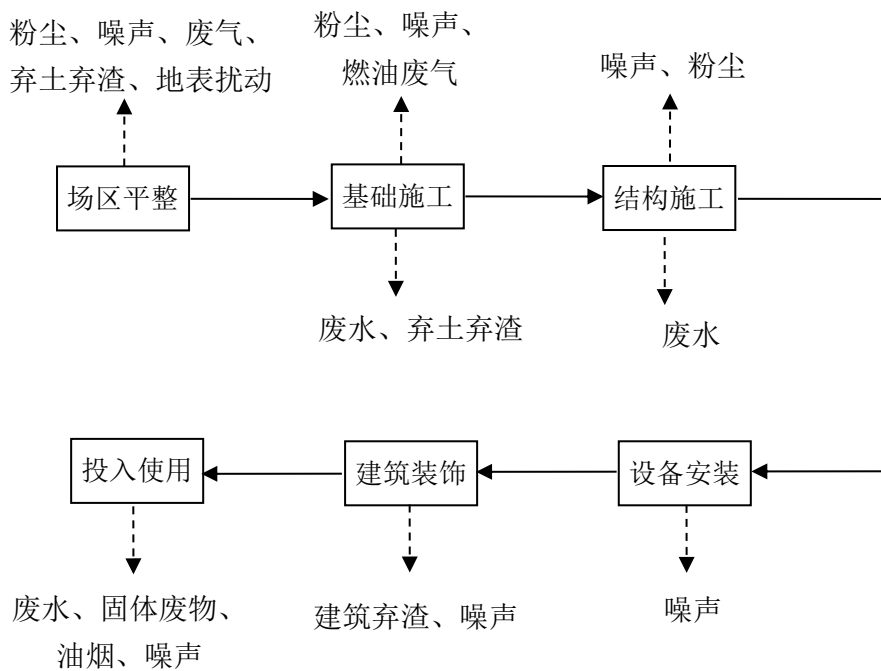 粉尘、噪声、废气、
弃土弃渣、地表扰动
粉尘、噪声、
燃油废气
噪声、粉尘
场区平整
基础施工
结构施工
废水、弃土弃渣
废水
投入使用
建筑装饰
设备安装
废水、固体废物、
油烟、噪声
建筑弃渣、噪声
噪声